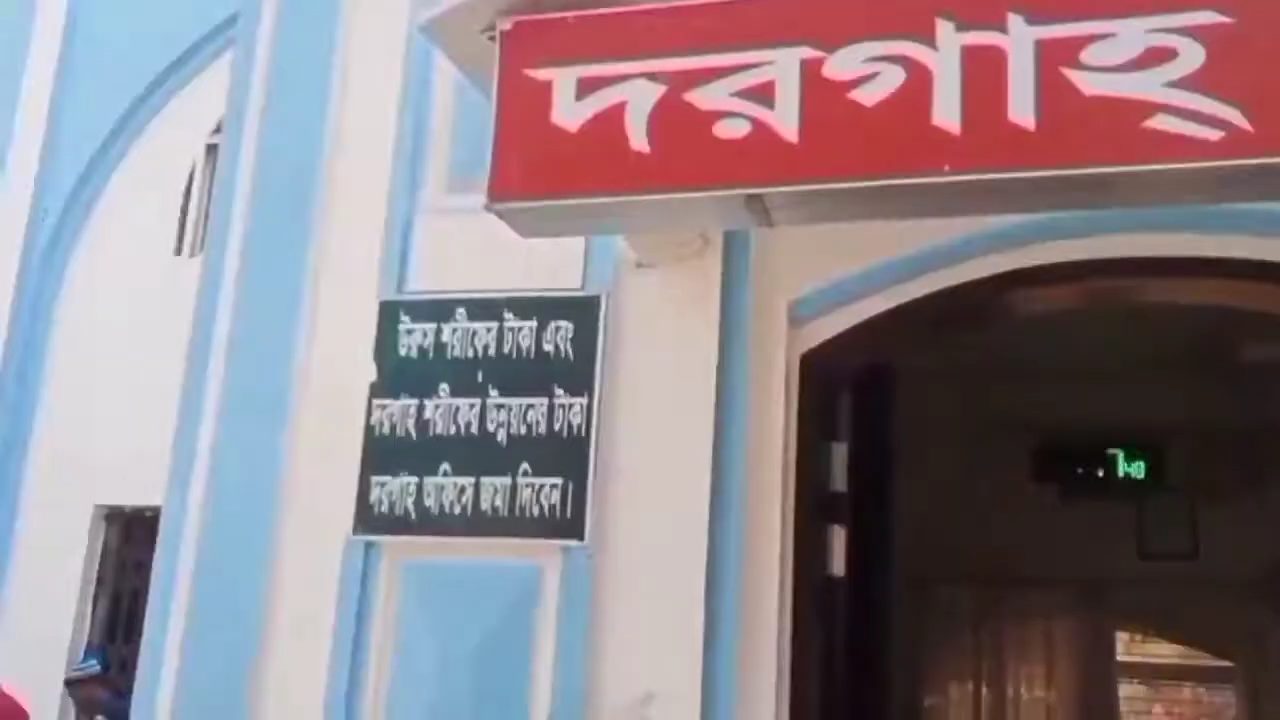 দরগাহ্
উরুস শরীফের টাকা এবং
দরগাহ শরীফের উন্নয়নের টাকা
দরগাহ অফিসে জমা দিবেন।